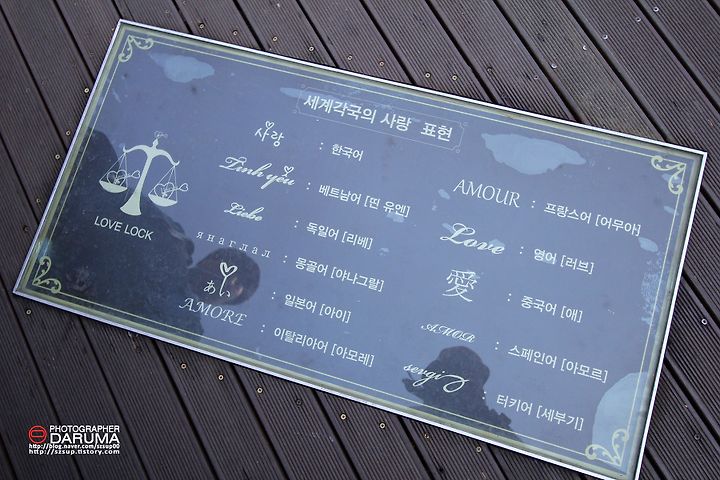 세계각국의 사랑 표현
사랑 : 한국어
Tinh yêu : 베트남어 [띤 유엔]
Liebe : 독일어 [리베]
янаглал : 몽골어 [야나그랄]
あい : 일본어 [아이]
AMORE : 이탈리아어 [아모레]
AMOUR : 프랑스어 [어무아]
Love : 영어 [러브]
愛 : 중국어 [애]
AMOR : 스페인어 [아모르]
sevgi : 터키어 [세부기]
LOVE LOCK
PHOTOGRAPHER
DARUMA
http://blog.naver.com/szsup00
http://szsup.tistory.com